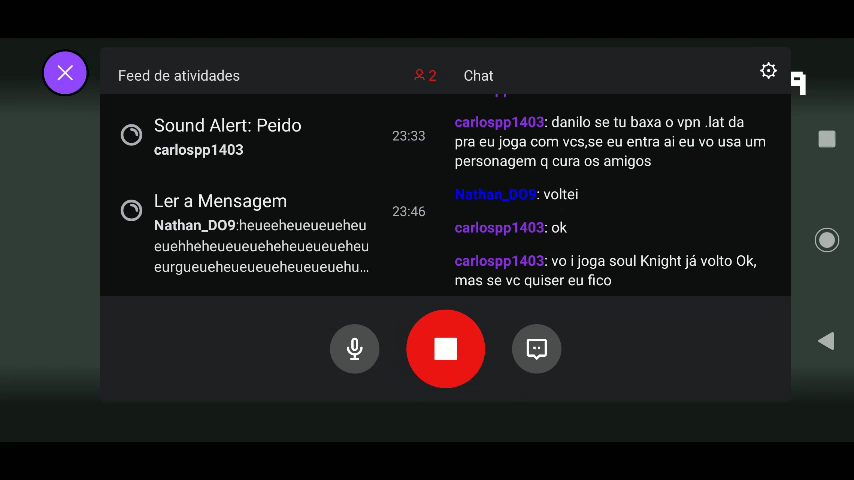 Feed de atividades
2
Chat
Sound Alert: Peido
carlospp1403
23:33
Ler a Mensagem
Nathan_DO9:heueeheueueueheu
euehheheueueueheheueueueheu
eurgueueheueueueheueueuehu…
23:46
carlospp1403: danilo se tu baxa o vpn .lat da
pra eu joga com vcs,se eu entra ai eu vo usa um
personagem q cura os amigos
Nathan_DO9: voltei
carlospp1403: ok
carlospp1403: vo i joga soul Knight já volto Ok,
mas se vc quiser eu fico